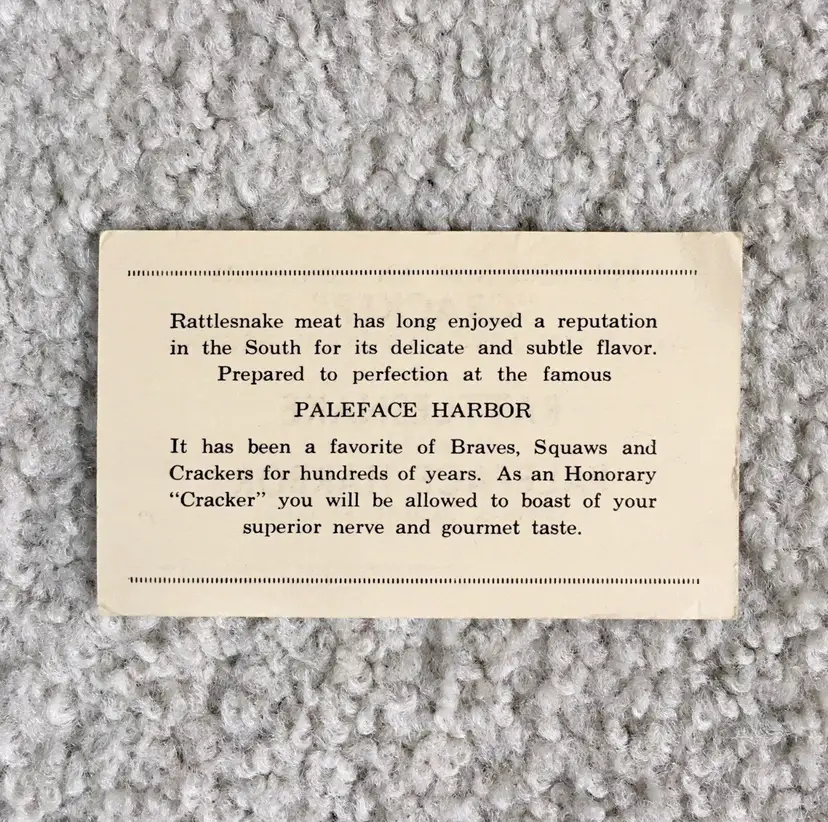 Rattlesnake meat has long enjoyed a reputation
in the South for its delicate and subtle flavor.
Prepared to perfection at the famous
PALEFACE HARBOR
It has been a favorite of Braves, Squaws and
Crackers for hundreds of years. As an Honorary
“Cracker” you will be allowed to boast of your
superior nerve and gourmet taste.